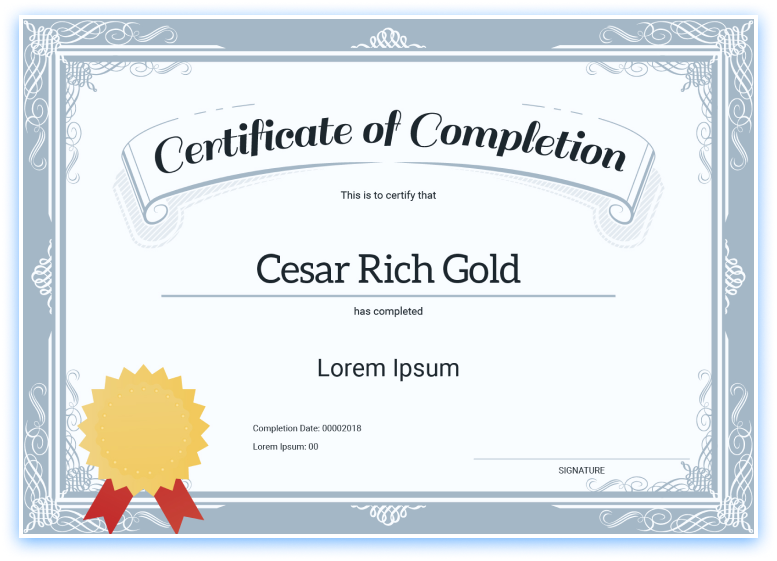 Certificate of Completion
This is to certify that
Cesar Rich Gold
has completed
Lorem Ipsum
Completion Date: 00002018
Lorem Ipsum: 00
SIGNATURE